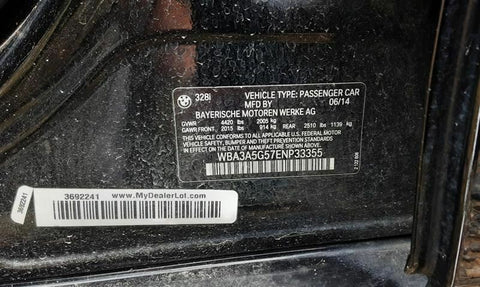 BMW
328I
VEHICLE TYPE: PASSENGER CAR
MFD BY 06/14
BAYERISCHE MOTOREN WERKE AG
GVWR 4420 lbs 2005 kg
GAWR FRONT 2015 lbs 914 kg REAR 2510 lbs 1139 kg
THIS VEHICLE CONFORMS TO ALL APPLICABLE FEDERAL MOTOR VEHICLE
SAFETY, BUMPER, AND THEFT PREVENTION STANDARDS
IN EFFECT ON THE DATE OF MANUFACTURE SHOWN ABOVE.
WBA3A5G57ENP33355
3692241
3692241
www.MyDealerLot.com